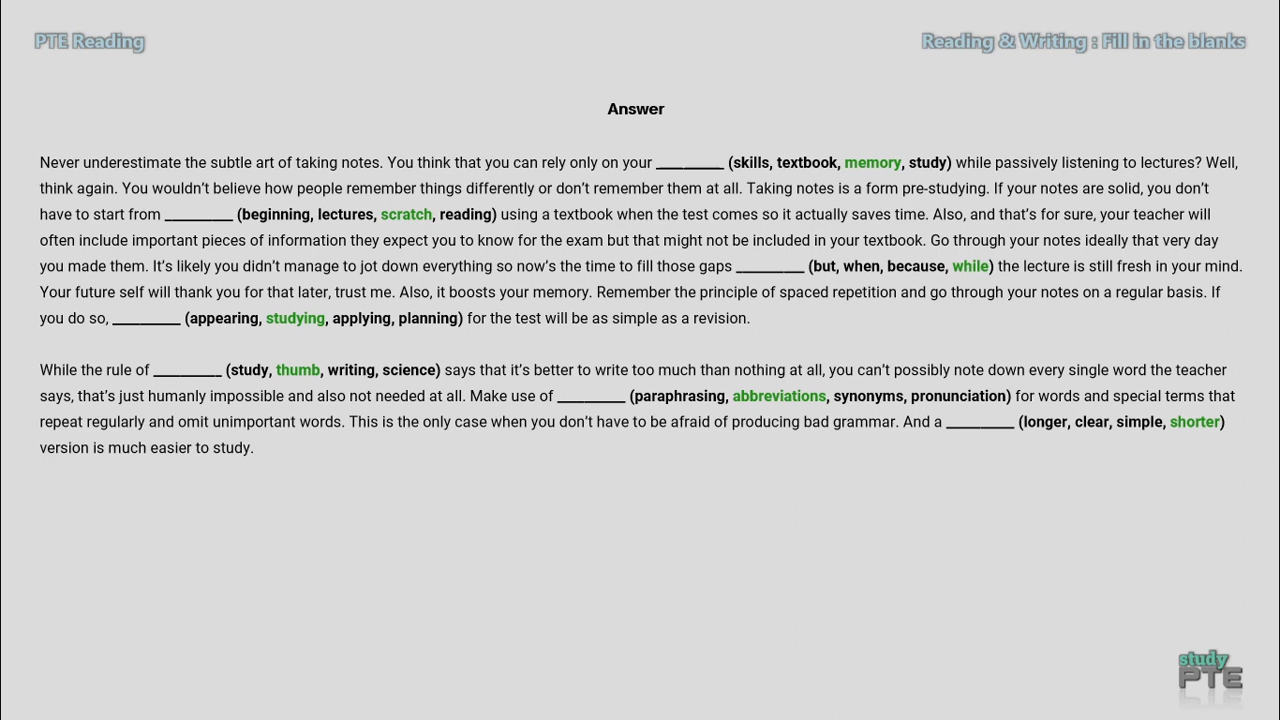 PTE Reading
Reading & Writing : Fill in the blanks
Answer
Never underestimate the subtle art of taking notes. You think that you can rely only on your ________ (skills, textbook, memory, study) while passively listening to lectures? Well,
think again. You wouldn't believe how people remember things differently or don't remember them at all. Taking notes is a form pre-studying. If your notes are solid, you don't
have to start from ________ (beginning, lectures, scratch, reading) using a textbook when the test comes so it actually saves time. Also, and that's for sure, your teacher will
often include important pieces of information they expect you to know for the exam but that might not be included in your textbook. Go through your notes ideally that very day
you made them. It's likely you didn't manage to jot down everything so now's the time to fill those gaps ________ (but, when, because, while) the lecture is still fresh in your mind.
Your future self will thank you for that later, trust me. Also, it boosts your memory. Remember the principle of spaced repetition and go through your notes on a regular basis. If
you do so, ________ (appearing, studying, applying, planning) for the test will be as simple as a revision.
While the rule of ________ (study, thumb, writing, science) says that it's better to write too much than nothing at all, you can't possibly note down every single word the teacher
says, that's just humanly impossible and also not needed at all. Make use of ________ (paraphrasing, abbreviations, synonyms, pronunciation) for words and special terms that
repeat regularly and omit unimportant words. This is the only case when you don't have to be afraid of producing bad grammar. And a ________ (longer, clear, simple, shorter)
version is much easier to study.
study
PTE